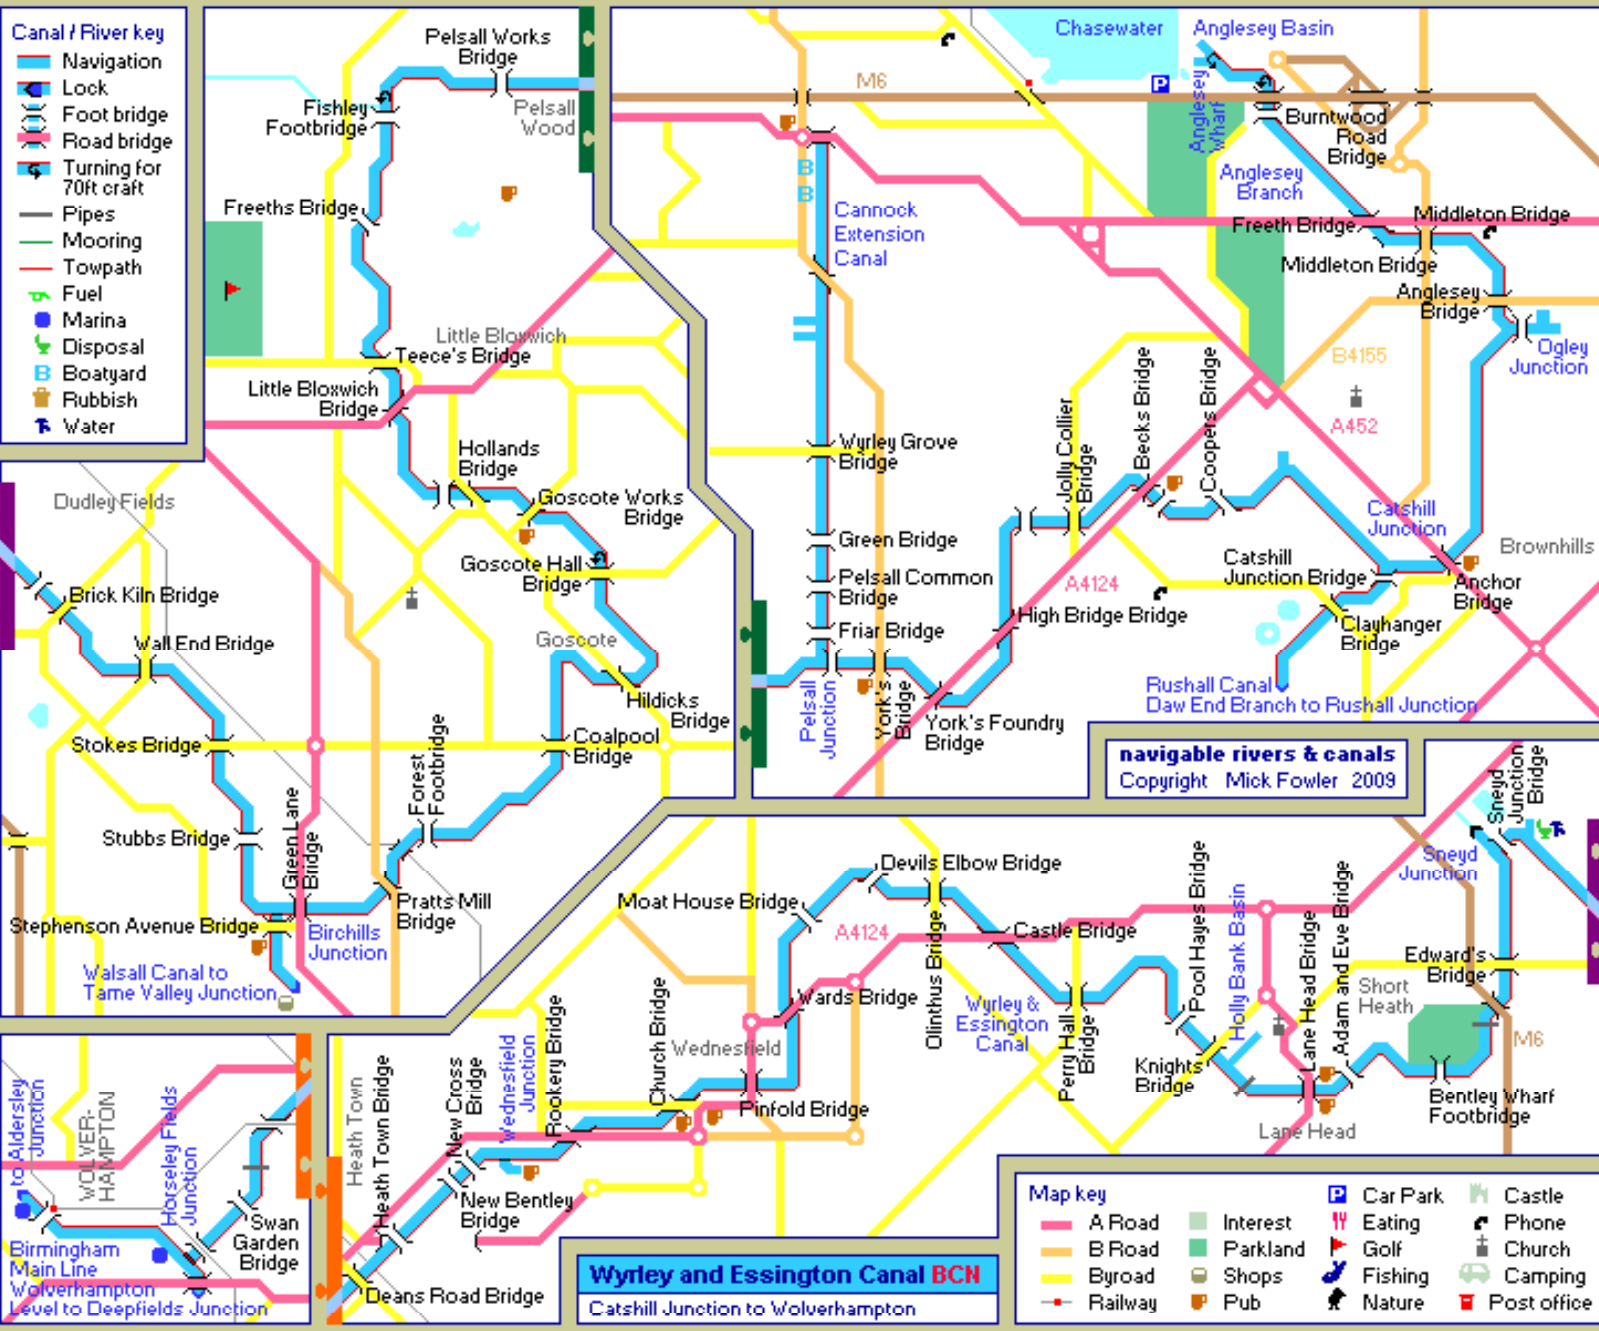 Canal / River key
Navigation
Lock
Foot bridge
Road bridge
Turning for
70ft craft
Pipes
Mooring
Towpath
Fuel
Marina
Disposal
B Boatyard
Rubbish
Water
Pelsall Works
Bridge
Fishley
Footbridge
Pelsall
Wood
Freeths Bridge
Little Bloxwich
Teece's Bridge
Little Bloxwich
Bridge
Hollands
Bridge
Goscote Works
Bridge
Goscote Hall
Bridge
Goscote
Hildicks
Bridge
Coalpool
Bridge
Forest
Footbridge
Dudley Fields
Brick Kiln Bridge
Wall End Bridge
Stokes Bridge
Stubbs Bridge
Green Lane
Bridge
Pratts Mill
Bridge
Stephenson Avenue Bridge
Birchills
Junction
Walsall Canal to
Tame Valley Junction
Chasewater
Anglesey Basin
M6
Anglesey
Wharf
Burntwood
Road
Bridge
Anglesey
Branch
B
B
Cannock
Extension
Canal
Freeth Bridge
Middleton Bridge
Middleton Bridge
Anglesey
Bridge
Ogley
Junction
B4155
A452
Wyrley Grove
Bridge
Jolly Collier
Bridge
Becks Bridge
Coopers Bridge
Catshill
Junction
Brownhills
Green Bridge
Pelsall Common
Bridge
Friar Bridge
A4124
High Bridge Bridge
Catshill
Junction Bridge
Anchor
Bridge
Clayhanger
Bridge
Pelsall
Junction
York's
Bridge
York's Foundry
Bridge
Rushall Canal
Daw End Branch to Rushall Junction
navigable rivers & canals
Copyright Mick Fowler 2009
Sneyd
Junction
Bridge
Sneyd
Junction
Devils Elbow Bridge
Moat House Bridge
A4124
Olinthus Bridge
Castle Bridge
Wards Bridge
Wyrley &
Essington
Canal
Perry Hall
Bridge
Pool Hayes Bridge
Holly Bank Basin
Knights
Bridge
Lane Head Bridge
Adam and Eve Bridge
Lane Head
Short
Heath
Edward's
Bridge
M6
Bentley Wharf
Footbridge
Church Bridge
Wednesfield
Pinfold Bridge
Rookery Bridge
Wednesfield
Junction
New Cross
Bridge
New Bentley
Bridge
Heath Town
Heath Town Bridge
Deans Road Bridge
to Aldersley
Junction
WOLVER-
HAMPTON
Horseley Fields
Junction
Swan
Garden
Bridge
Birmingham
Main Line
Wolverhampton
Level to Deepfields Junction
Wyrley and Essington Canal BCN
Catshill Junction to Wolverhampton
Map key
A Road
B Road
Byroad
Railway
Interest
Parkland
Shops
Pub
P Car Park
Eating
Golf
Fishing
Nature
Castle
Phone
Church
Camping
Post office
P